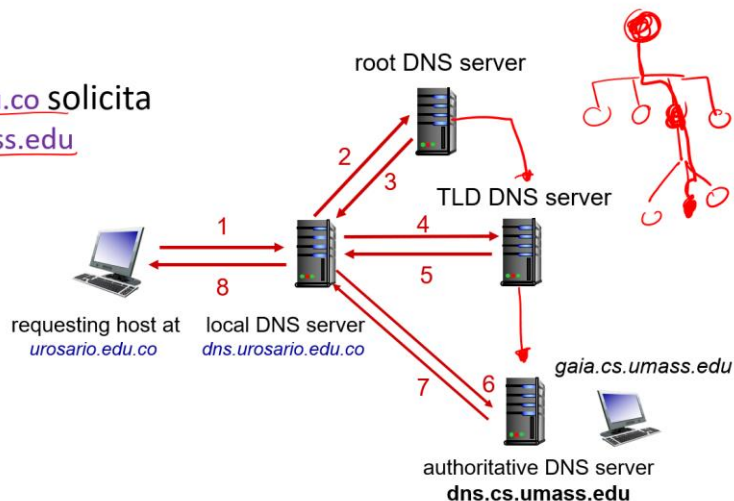 u.co solicita
ss.edu
root DNS server
2
3
TLD DNS server
1
4
8
5
requesting host at
urosario.edu.co
local DNS server
dns.urosario.edu.co
gaia.cs.umass.edu
7
6
authoritative DNS server
dns.cs.umass.edu